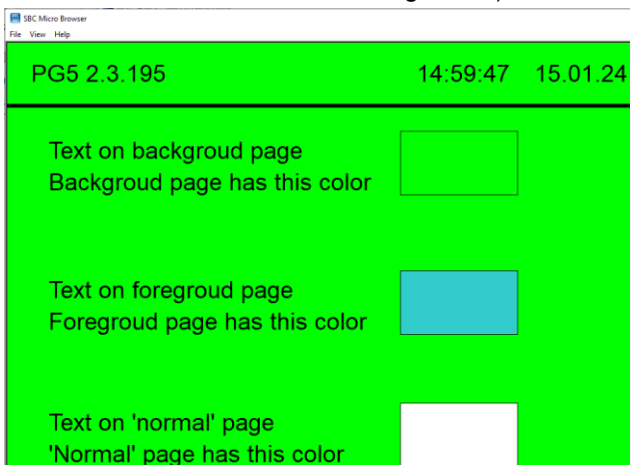 SBC Micro Browser
File View Help
PG5 2.3.195 14:59:47 15.01.24
Text on backgroud page
Backgroud page has this color
Text on foregroud page
Foregroud page has this color
Text on 'normal' page
'Normal' page has this color